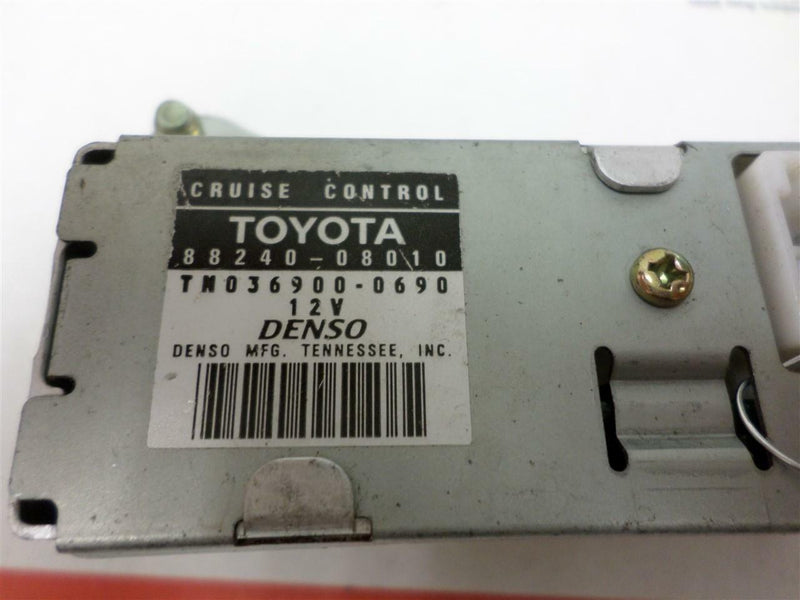 CRUISE CONTROL
TOYOTA
88240-08010
TN036900-0690
12V
DENSO
DENSO MFG. TENNESSEE, INC.